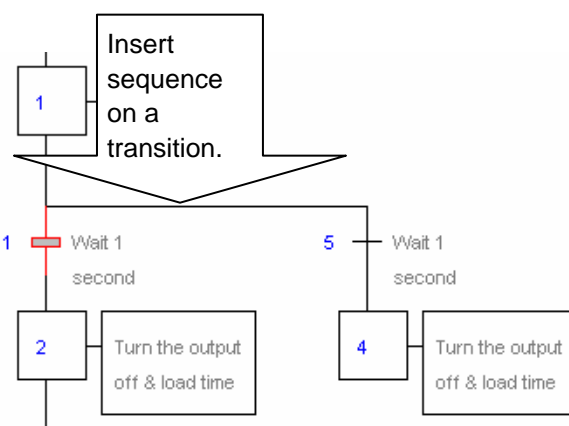 Insert
sequence
on a
transition.
1
1
Wait 1
second
5
Wait 1
second
2
Turn the output
off & load time
4
Turn the output
off & load time